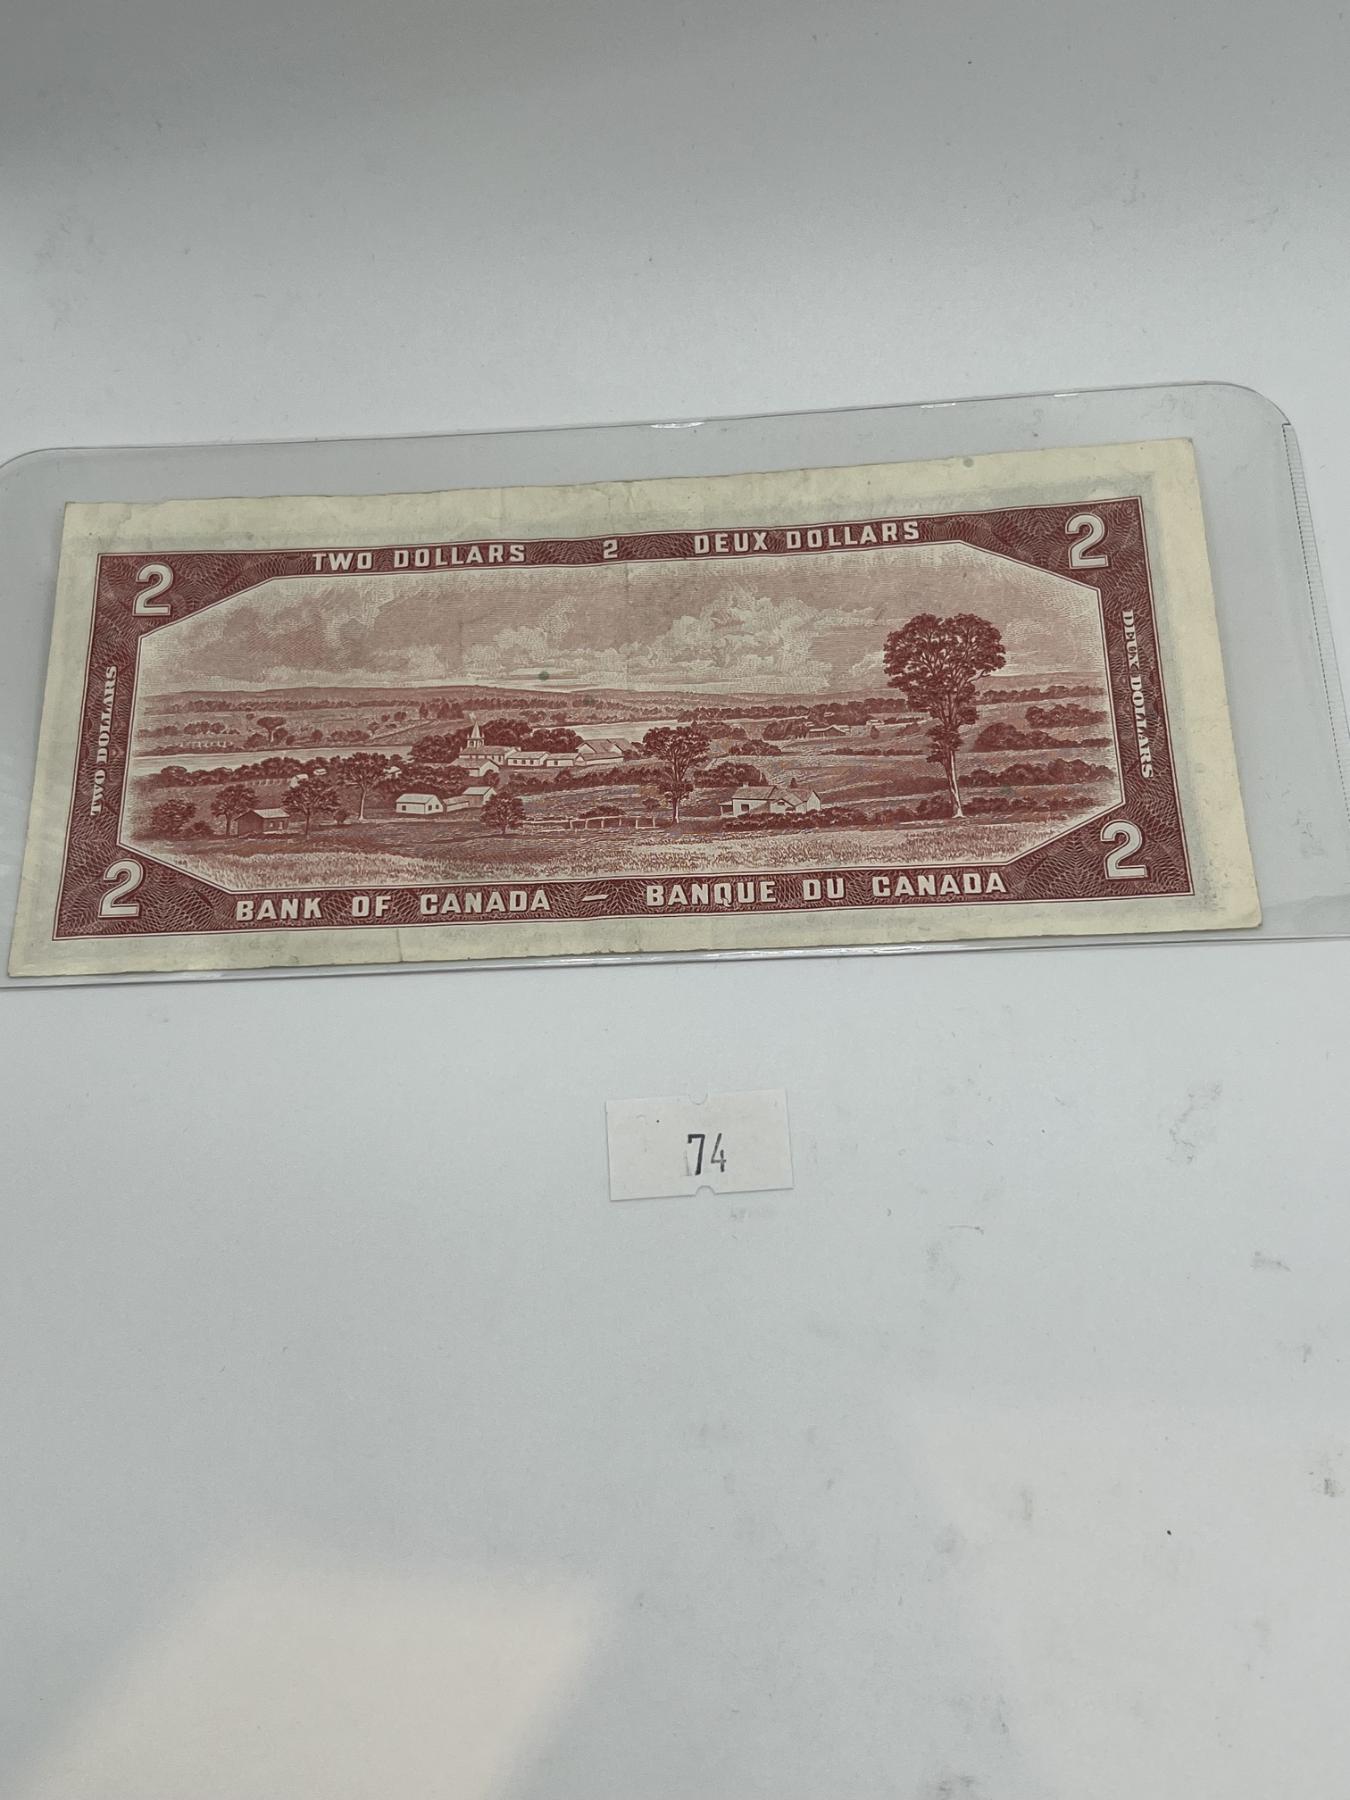 2 TWO DOLLARS 2 DEUX DOLLARS 2
TWO DOLLARS
DEUX DOLLARS
2 BANK OF CANADA – BANQUE DU CANADA 2
74